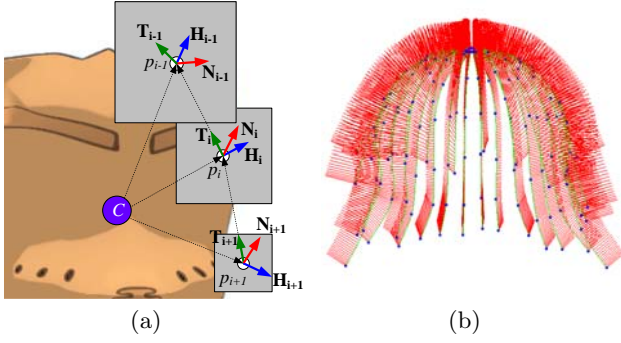 T_{i-1} H_{i-1}
p_{i-1} N_{i-1}
T_i N_i
p_i H_i
C
T_{i+1} N_{i+1}
p_{i+1} H_{i+1}
(a) (b)